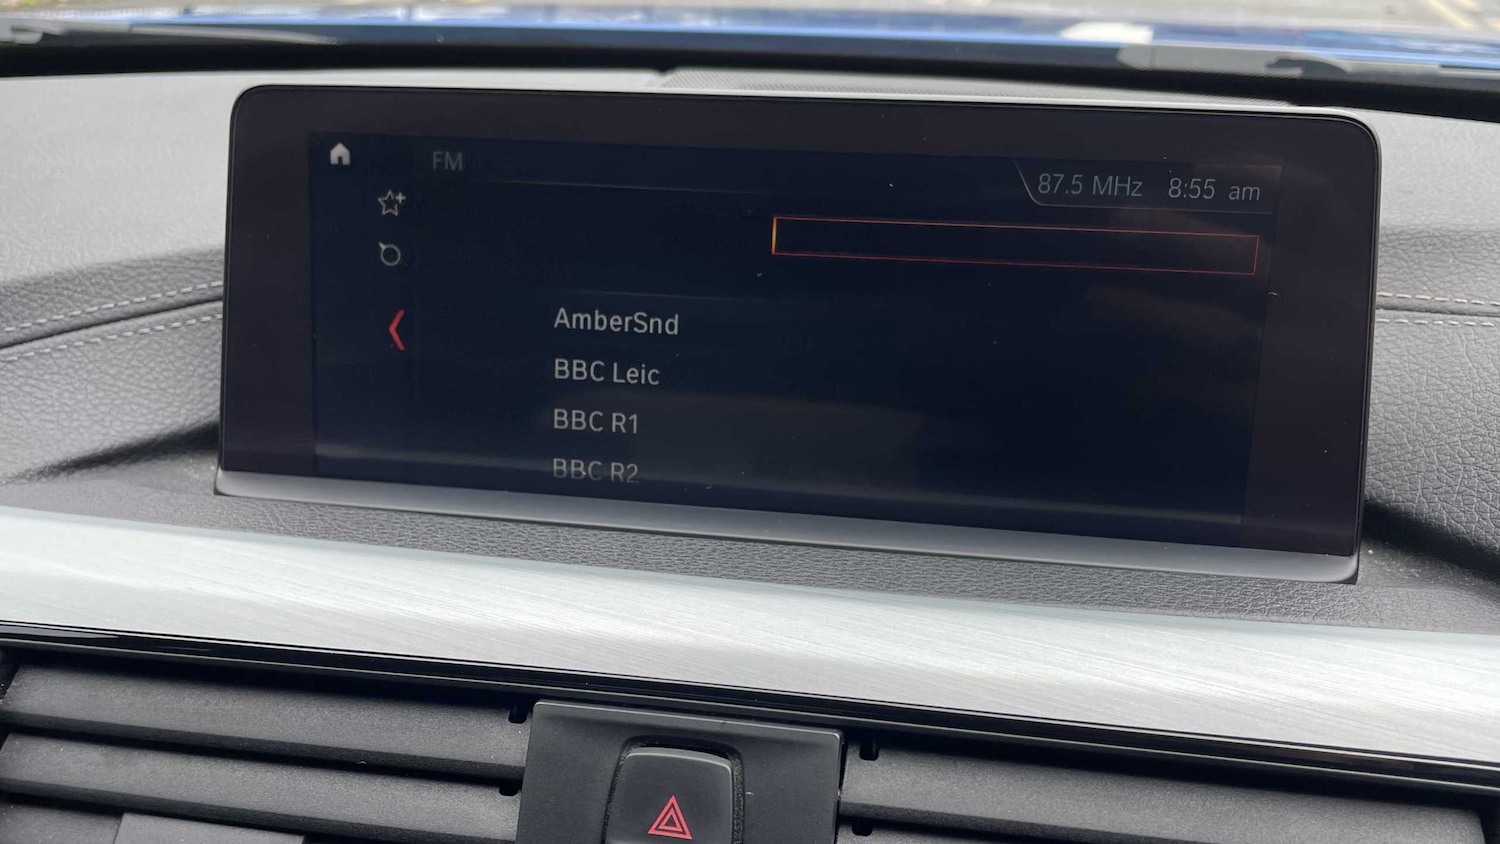 FM
87.5 MHz 8:55 am
AmberSnd
BBC Leic
BBC R1
BBC R2